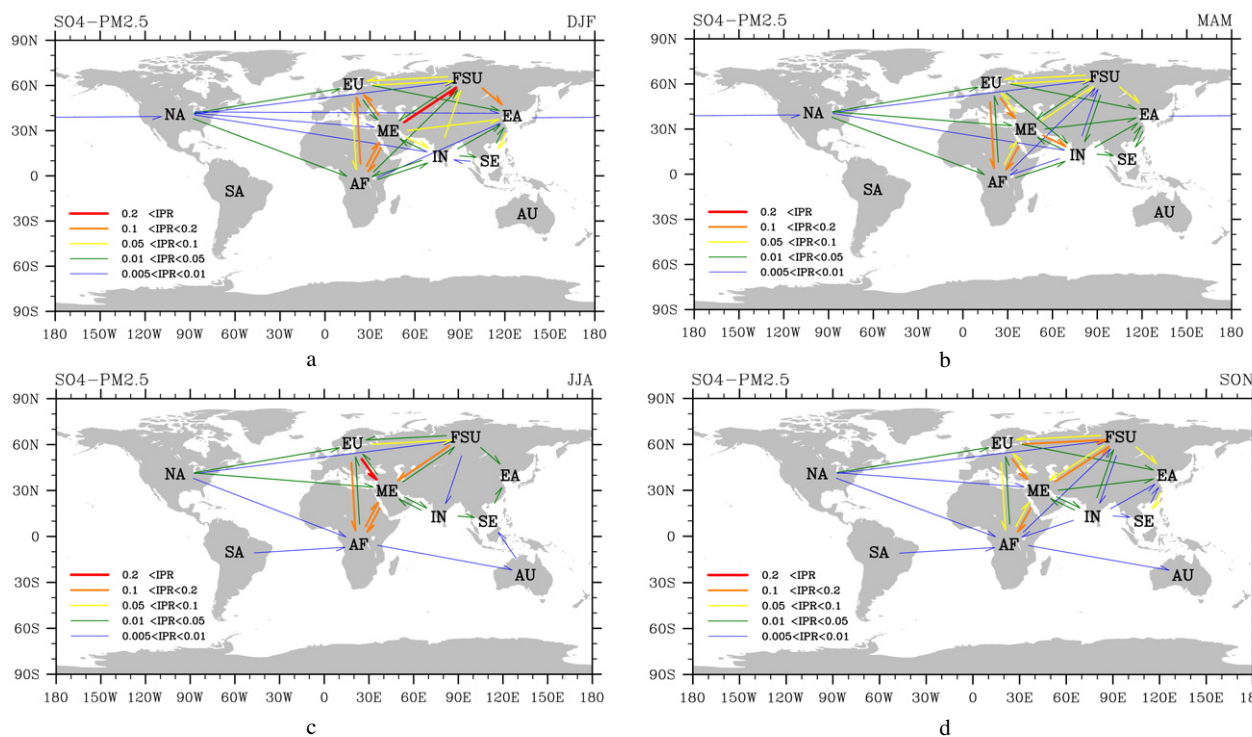 SO4-PM2.5 DJF
90N
60N
30N
0
30S
60S
90S
EU FSU
NA EA
ME
IN SE
AF
SA
AU
0.2 <IPR
0.1 <IPR<0.2
0.05 <IPR<0.1
0.01 <IPR<0.05
0.005<IPR<0.01
180 150W 120W 90W 60W 30W 0 30E 60E 90E 120E 150E 180
a
SO4-PM2.5 MAM
90N
60N
30N
0
30S
60S
90S
EU FSU
NA EA
ME
IN SE
AF
SA
AU
0.2 <IPR
0.1 <IPR<0.2
0.05 <IPR<0.1
0.01 <IPR<0.05
0.005<IPR<0.01
180 150W 120W 90W 60W 30W 0 30E 60E 90E 120E 150E 180
b
SO4-PM2.5 JJA
90N
60N
30N
0
30S
60S
90S
EU FSU
NA EA
ME
IN SE
AF
SA
AU
0.2 <IPR
0.1 <IPR<0.2
0.05 <IPR<0.1
0.01 <IPR<0.05
0.005<IPR<0.01
180 150W 120W 90W 60W 30W 0 30E 60E 90E 120E 150E 180
c
SO4-PM2.5 SON
90N
60N
30N
0
30S
60S
90S
EU FSU
NA EA
ME
IN SE
AF
SA
AU
0.2 <IPR
0.1 <IPR<0.2
0.05 <IPR<0.1
0.01 <IPR<0.05
0.005<IPR<0.01
180 150W 120W 90W 60W 30W 0 30E 60E 90E 120E 150E 180
d